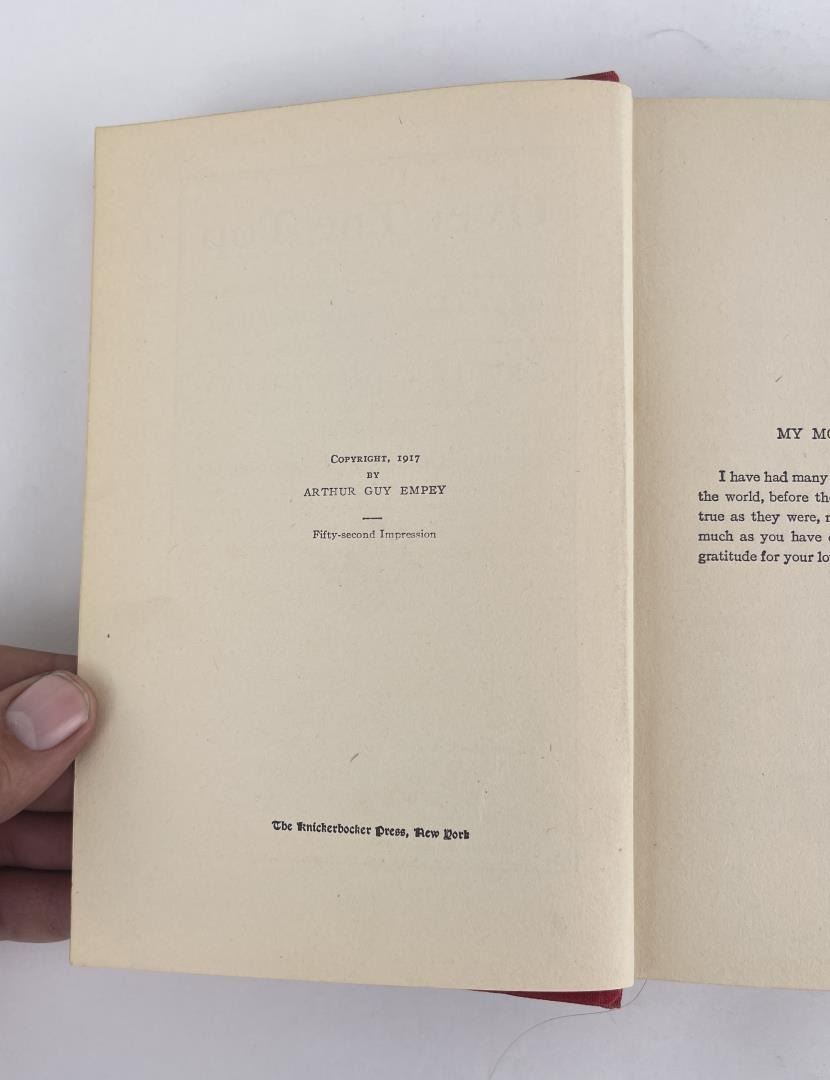 COPYRIGHT, 1917
BY
ARTHUR GUY EMPEY
Fifty-second Impression
The Knickerbocker Press, New York
MY
I have had many
the world, before
true as they were,
much as you have
gratitude for your